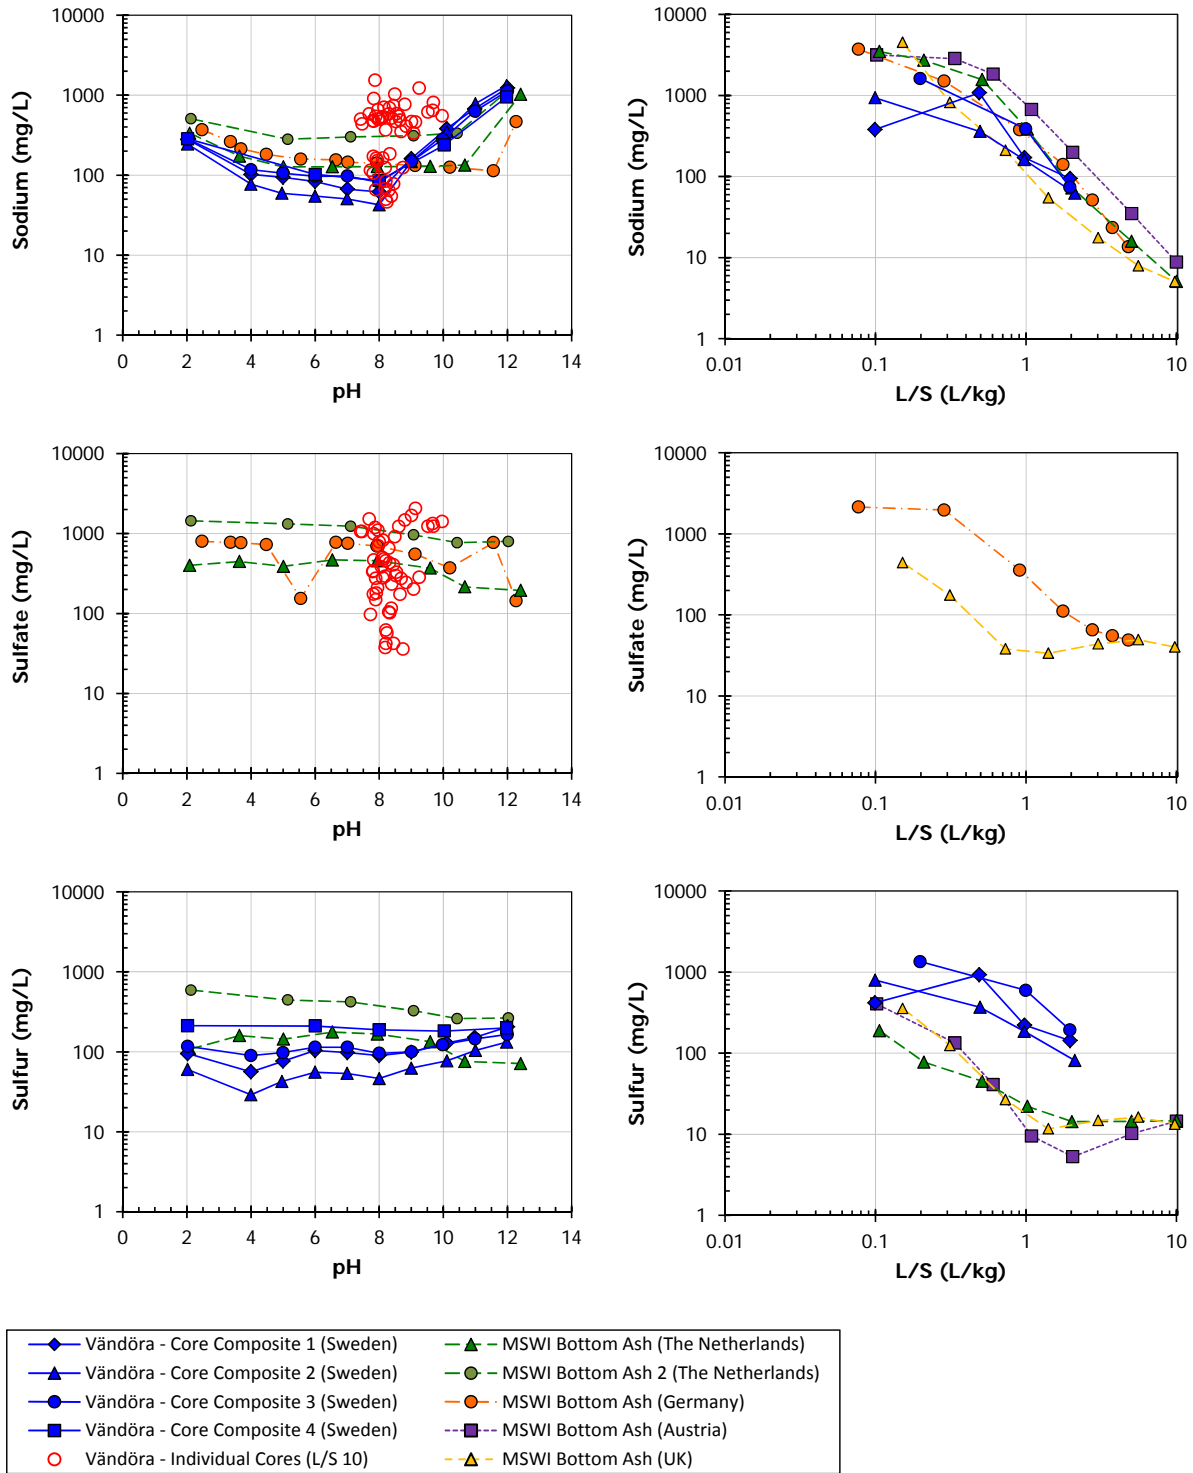 10000
1000
100
10
1
Sodium (mg/L)
0 2 4 6 8 10 12 14
pH
10000
1000
100
10
1
Sodium (mg/L)
0.01 0.1 1 10
L/S (L/kg)
10000
1000
100
10
1
Sulfate (mg/L)
0 2 4 6 8 10 12 14
pH
10000
1000
100
10
1
Sulfate (mg/L)
0.01 0.1 1 10
L/S (L/kg)
10000
1000
100
10
1
Sulfur (mg/L)
0 2 4 6 8 10 12 14
pH
10000
1000
100
10
1
Sulfur (mg/L)
0.01 0.1 1 10
L/S (L/kg)
Vändöra - Core Composite 1 (Sweden)
Vändöra - Core Composite 2 (Sweden)
Vändöra - Core Composite 3 (Sweden)
Vändöra - Core Composite 4 (Sweden)
Vändöra - Individual Cores (L/S 10)
MSWI Bottom Ash (The Netherlands)
MSWI Bottom Ash 2 (The Netherlands)
MSWI Bottom Ash (Germany)
MSWI Bottom Ash (Austria)
MSWI Bottom Ash (UK)